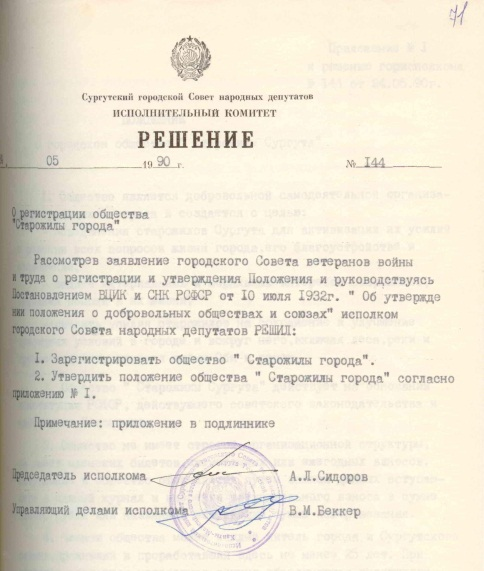 71
Сургутский городской Совет народных депутатов
ИСПОЛНИТЕЛЬНЫЙ КОМИТЕТ
РЕШЕНИЕ
05 1990 г. № 144
О регистрации общества
"Старожилы города"
Рассмотрев заявление городского Совета ветеранов войны
и труда о регистрации и утверждения Положения и руководствуясь
Постановлением ВЦИК и СНК РСФСР от 10 июля 1932г. " Об утвержде
нии положения о добровольных обществах и союзах" исполком
городского Совета народных депутатов РЕШИЛ:
1. Зарегистрировать общество " Старожилы города".
2. Утвердить положение общества " Старожилы города" согласно
приложению № 1.
Примечание: приложение в подлиннике
Председатель исполкома А.Л.Сидоров
Управляющий делами исполкома В.М.Беккер